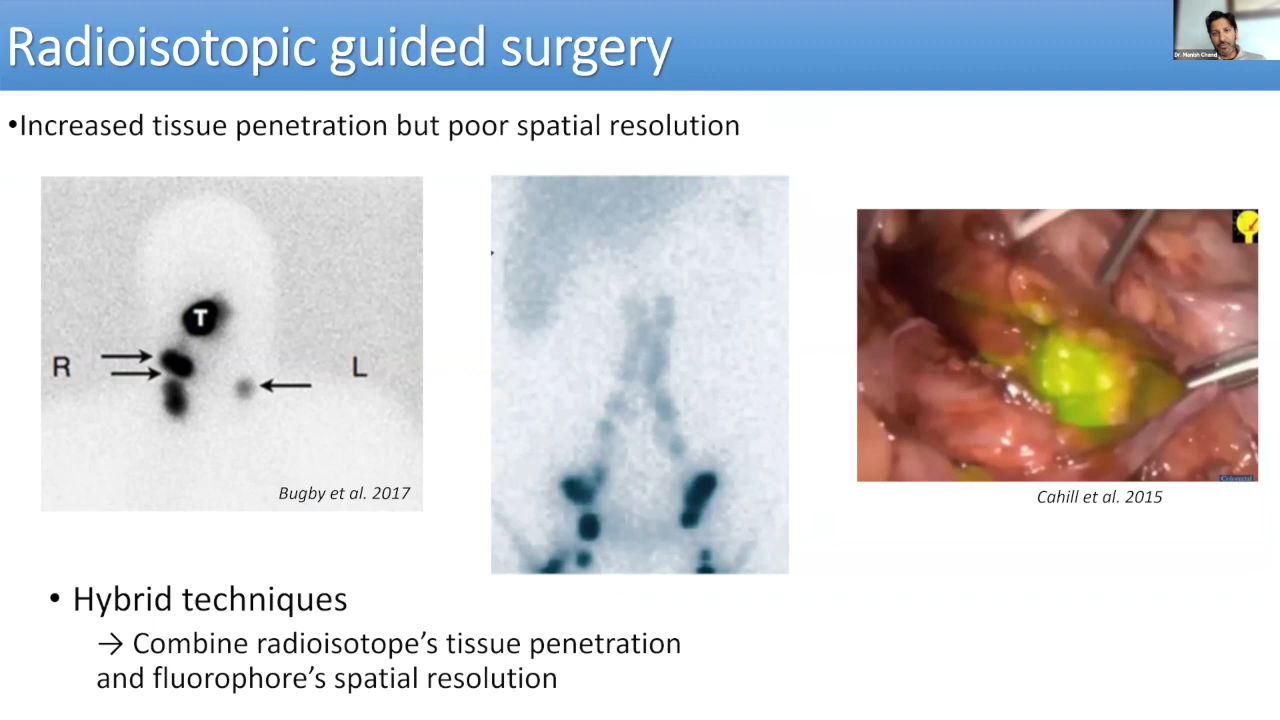 Radioisotopic guided surgery
Dr. Manish Chand
•Increased tissue penetration but poor spatial resolution
T
R
L
Bugby et al. 2017
Cahill et al. 2015
• Hybrid techniques
→ Combine radioisotope’s tissue penetration
and fluorophore’s spatial resolution